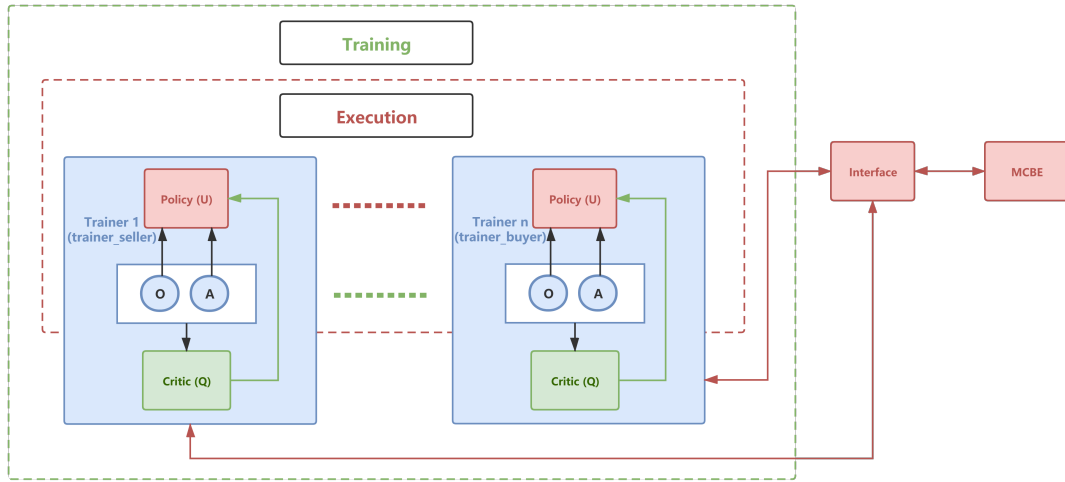 Training
Execution
Policy (U)
Trainer 1
(trainer_seller)
O
A
Critic (Q)
Policy (U)
Trainer n
(trainer_buyer)
O
A
Critic (Q)
Interface
MCBE